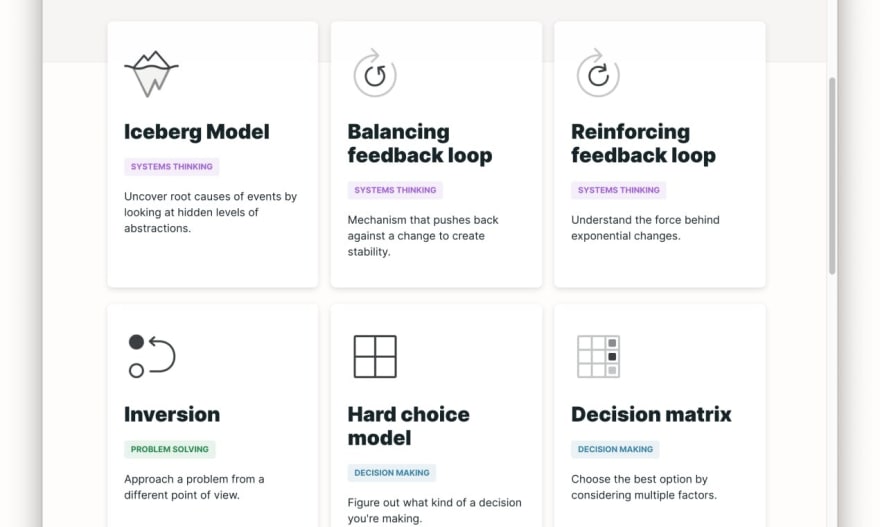 Iceberg Model
SYSTEMS THINKING
Uncover root causes of events by
looking at hidden levels of
abstractions.
Balancing
feedback loop
SYSTEMS THINKING
Mechanism that pushes back
against a change to create
stability.
Reinforcing
feedback loop
SYSTEMS THINKING
Understand the force behind
exponential changes.
Inversion
PROBLEM SOLVING
Approach a problem from a
different point of view.
Hard choice
model
DECISION MAKING
Figure out what kind of a decision
you're making.
Decision matrix
DECISION MAKING
Choose the best option by
considering multiple factors.